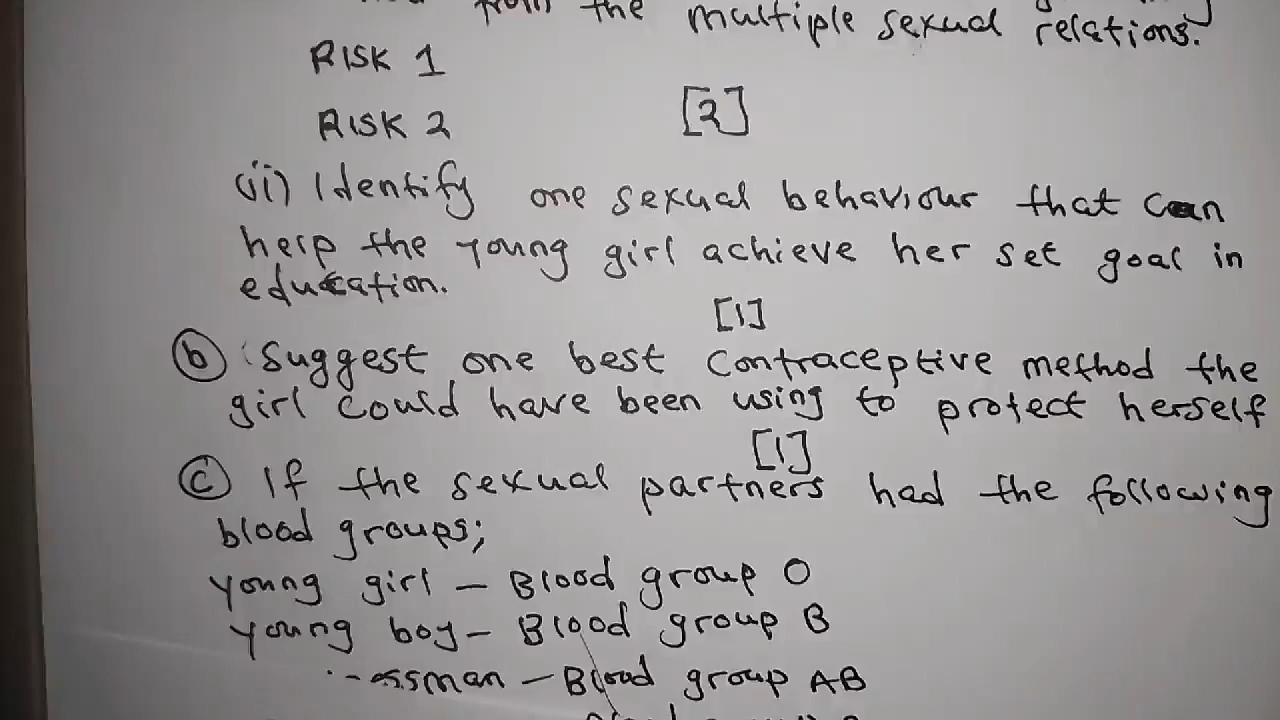 from the multiple sexual relations.
RISK 1
RISK 2 [2]
(ii) Identify one sexual behaviour that can
help the young girl achieve her set goal in
education.
[1]
(b) Suggest one best contraceptive method the
girl could have been using to protect herself
[1]
(c) If the sexual partners had the following
blood groups;
young girl – Blood group O
young boy – Blood group B
essman – Blood group AB